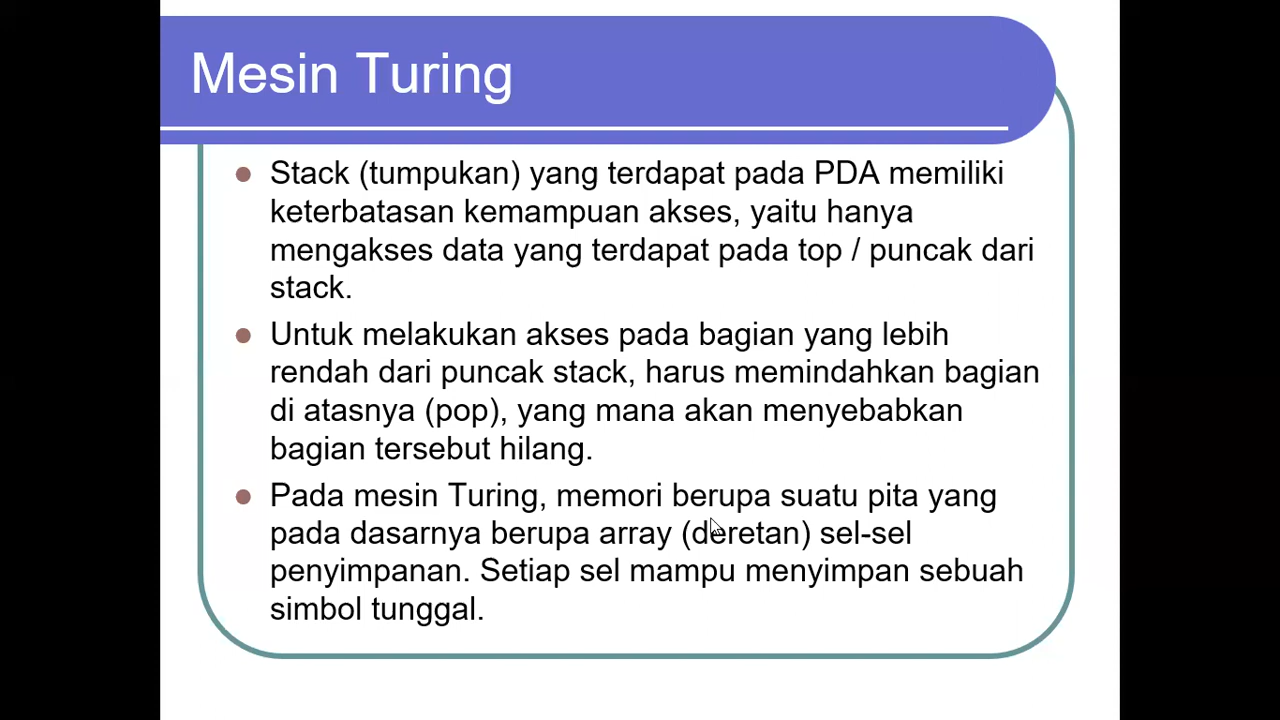 Mesin Turing
Stack (tumpukan) yang terdapat pada PDA memiliki
keterbatasan kemampuan akses, yaitu hanya
mengakses data yang terdapat pada top / puncak dari
stack.
Untuk melakukan akses pada bagian yang lebih
rendah dari puncak stack, harus memindahkan bagian
di atasnya (pop), yang mana akan menyebabkan
bagian tersebut hilang.
Pada mesin Turing, memori berupa suatu pita yang
pada dasarnya berupa array (deretan) sel-sel
penyimpanan. Setiap sel mampu menyimpan sebuah
simbol tunggal.